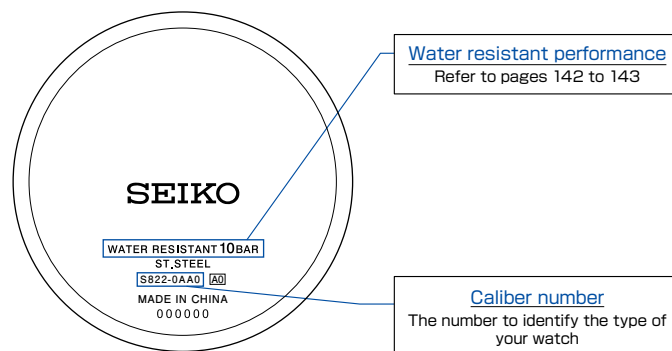 SEIKO
WATER RESISTANT 10BAR
ST.STEEL
S822-0AA0 A0
MADE IN CHINA
000000
Water resistant performance
Refer to pages 142 to 143
Caliber number
The number to identify the type of
your watch